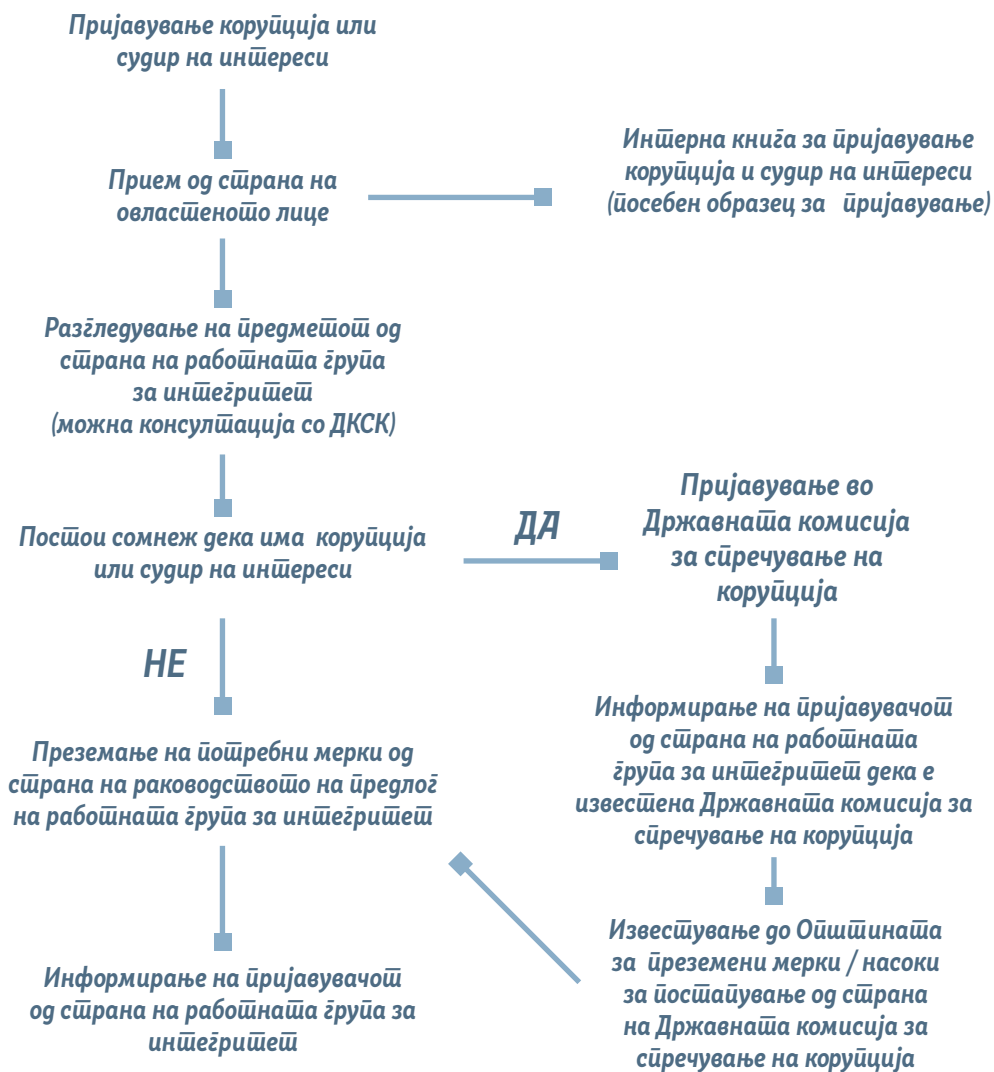 Пријавување корупција или
судир на интереси
Прием од страна на
овластеното лице
Интерна книга за пријавување
корупција и судир на интереси
(посебен образец за пријавување)
Разгледување на предметот од
страна на работната група
за интегритет
(можна консултација со ДКСК)
Постои сомнеж дека има корупција
или судир на интереси
ДА
Пријавување во
Државната комисија
за спречување на
корупција
НЕ
Преземање на потребни мерки од
страна на раководството на предлог
на работната група за интегритет
Информирање на пријавувачот
од страна на работната
група за интегритет дека е
известена Државната комисија за
спречување на корупција
Информирање на пријавувачот
од страна на работната група за
интегритет
Известување до Општината
за преземени мерки / насоки
за постапување од страна
на Државната комисија за
спречување на корупција